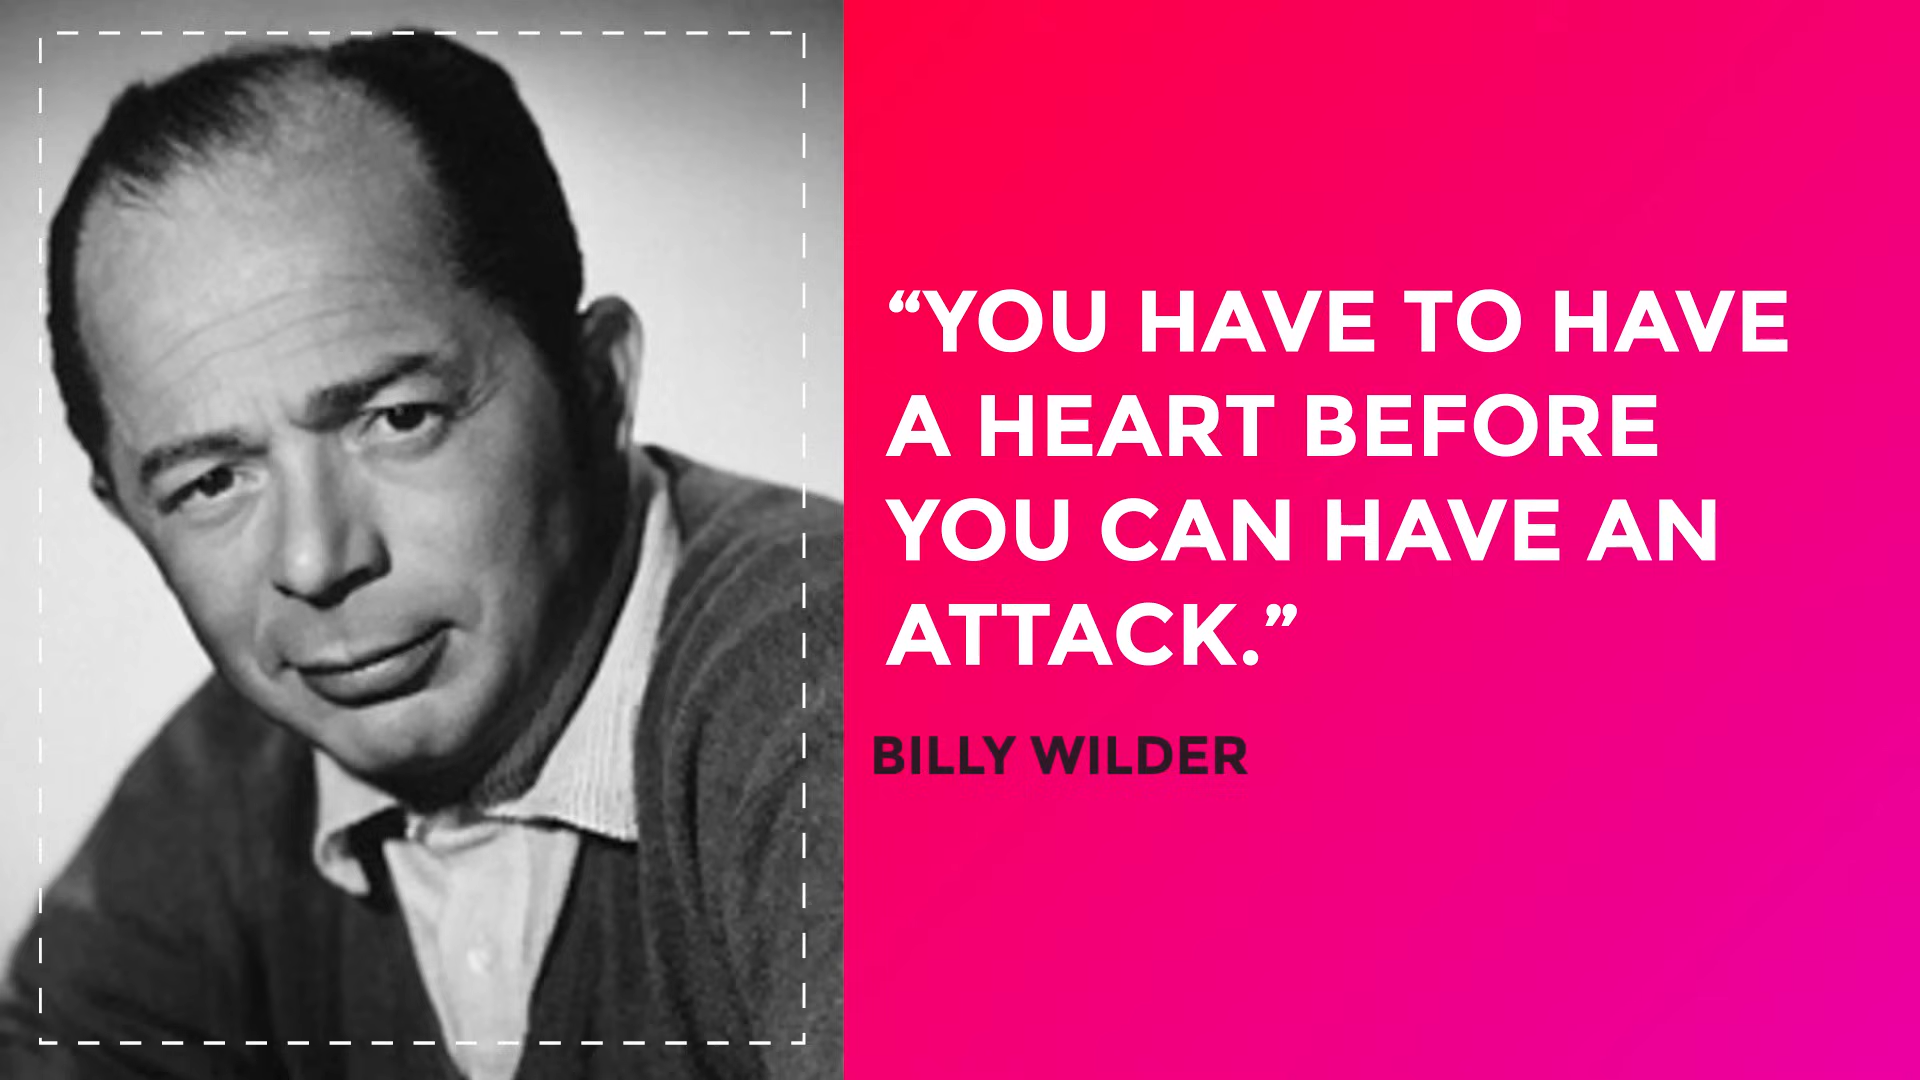 “YOU HAVE TO HAVE
A HEART BEFORE
YOU CAN HAVE AN
ATTACK.”
BILLY WILDER